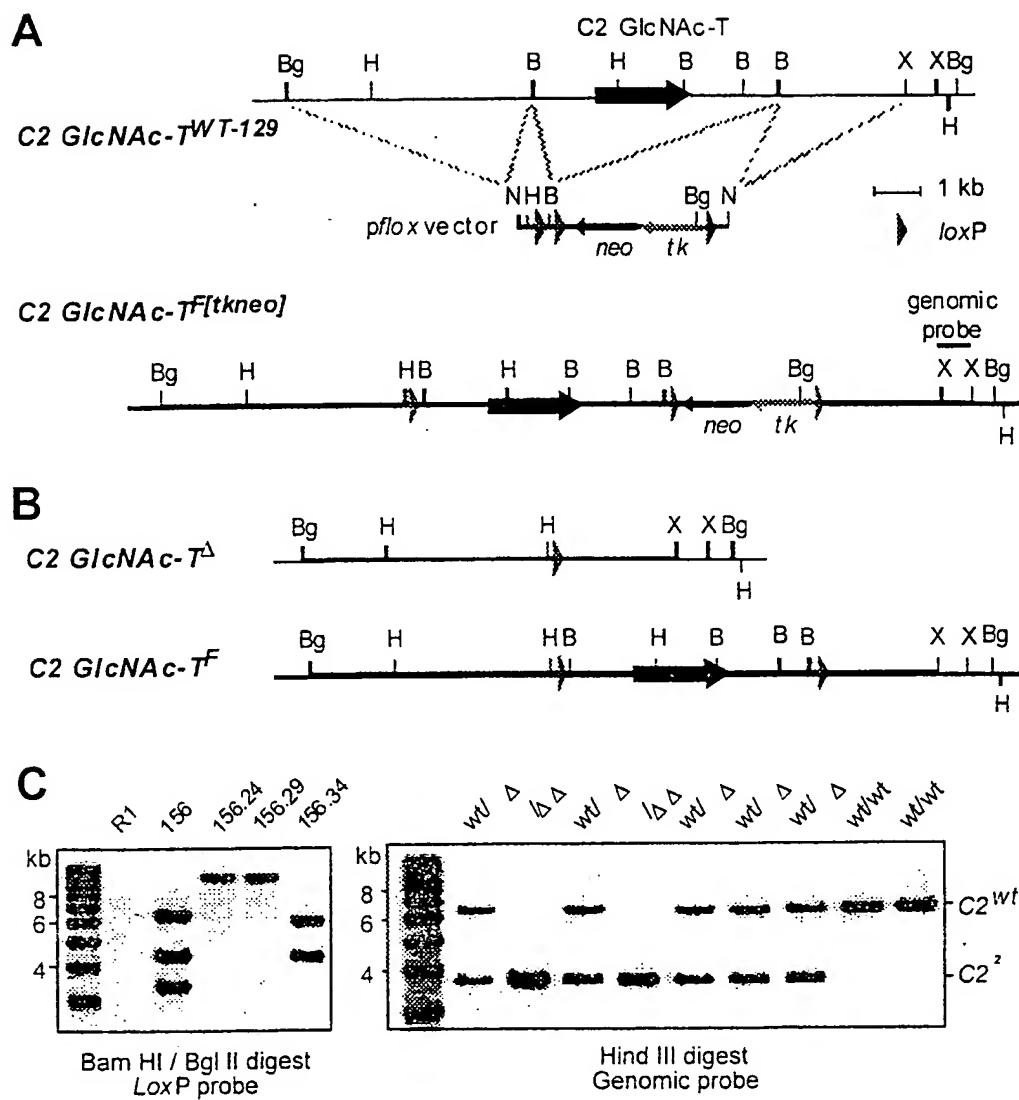 A
C2 GlcNAc-T
Bg H B H B B B X X Bg
H
C2 GlcNAc-T^WT-129
N H B Bg N
1 kb
pflox vector
loxP
neo tk
C2 GlcNAc-T^F[tkneo]
genomic
probe
Bg H H B H B B B Bg X X Bg
neo tk
H
B
Bg H H X X Bg
C2 GlcNAc-T^Δ
H
Bg H H B H B B B X X Bg
C2 GlcNAc-T^F
H
C
R1 156 156.24 156.29 156.34
wt/ Δ /Δ Δ wt/ Δ /Δ Δ wt/ Δ wt/ Δ wt/ Δ wt/wt wt/wt
kb
8
6
4
kb
8
6
4
C2^wt
C2^z
Bam HI / Bgl II digest
LoxP probe
Hind III digest
Genomic probe